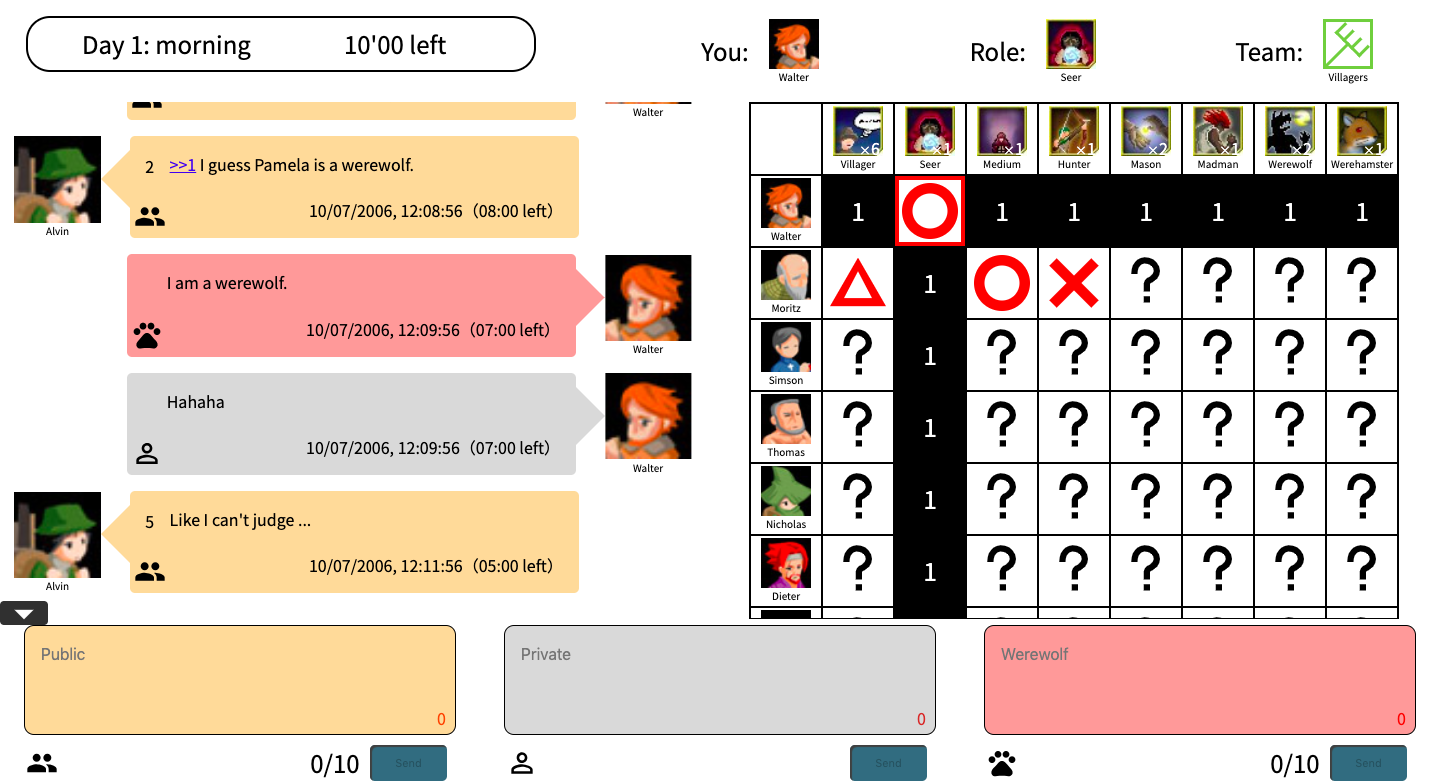 Day 1: morning 10'00 left
You: Walter
Role: Seer
Team: Villagers
Walter
2 >>1 I guess Pamela is a werewolf.
10/07/2006, 12:08:56（08:00 left）
Alvin
I am a werewolf.
10/07/2006, 12:09:56（07:00 left）
Walter
Hahaha
10/07/2006, 12:09:56（07:00 left）
Walter
5 Like I can't judge ...
10/07/2006, 12:11:56（05:00 left）
Alvin
×6 ×1 ×1 ×1 ×2 ×1 ×2 ×1
Villager Seer Medium Hunter Mason Madman Werewolf Werehamster
Walter 1 1 1 1 1 1 1
Moritz 1 ? ? ? ?
Simson ? 1 ? ? ? ? ? ?
Thomas ? 1 ? ? ? ? ? ?
Nicholas ? 1 ? ? ? ? ? ?
Dieter ? 1 ? ? ? ? ? ?
Public
0
0/10 Send
Private
0
Send
Werewolf
0
0/10 Send